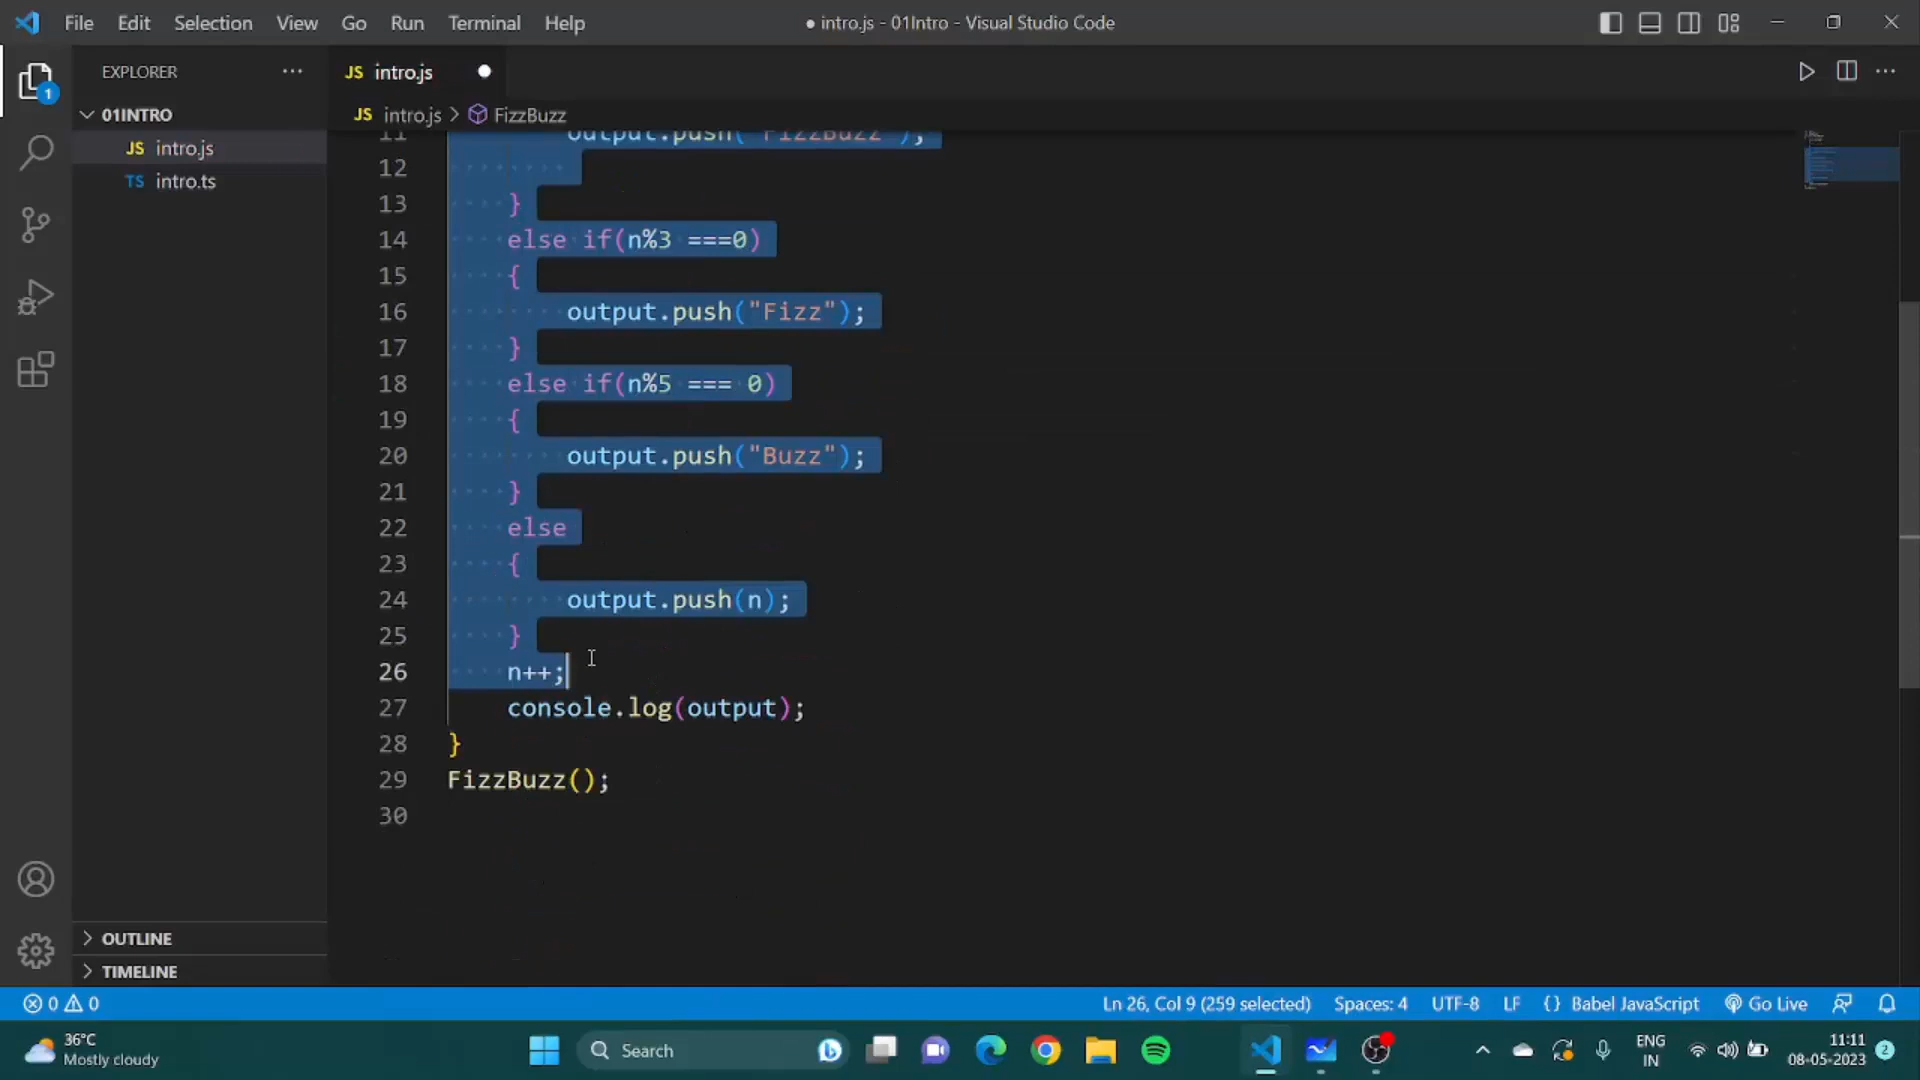 File Edit Selection View Go Run Terminal Help
● intro.js - 01Intro - Visual Studio Code
EXPLORER
01INTRO
JS intro.js
TS intro.ts
OUTLINE
TIMELINE
JS intro.js
JS intro.js > FizzBuzz
11 output.push("FizzBuzz");
12
13 }
14 else if(n%3 ===0)
15 {
16 output.push("Fizz");
17 }
18 else if(n%5 === 0)
19 {
20 output.push("Buzz");
21 }
22 else
23 {
24 output.push(n);
25 }
26 n++;
27 console.log(output);
28 }
29 FizzBuzz();
30
0 0 Ln 26, Col 9 (259 selected) Spaces: 4 UTF-8 LF {} Babel JavaScript Go Live
36°C
Mostly cloudy
Search
ENG
IN
11:11
08-05-2023
2
1